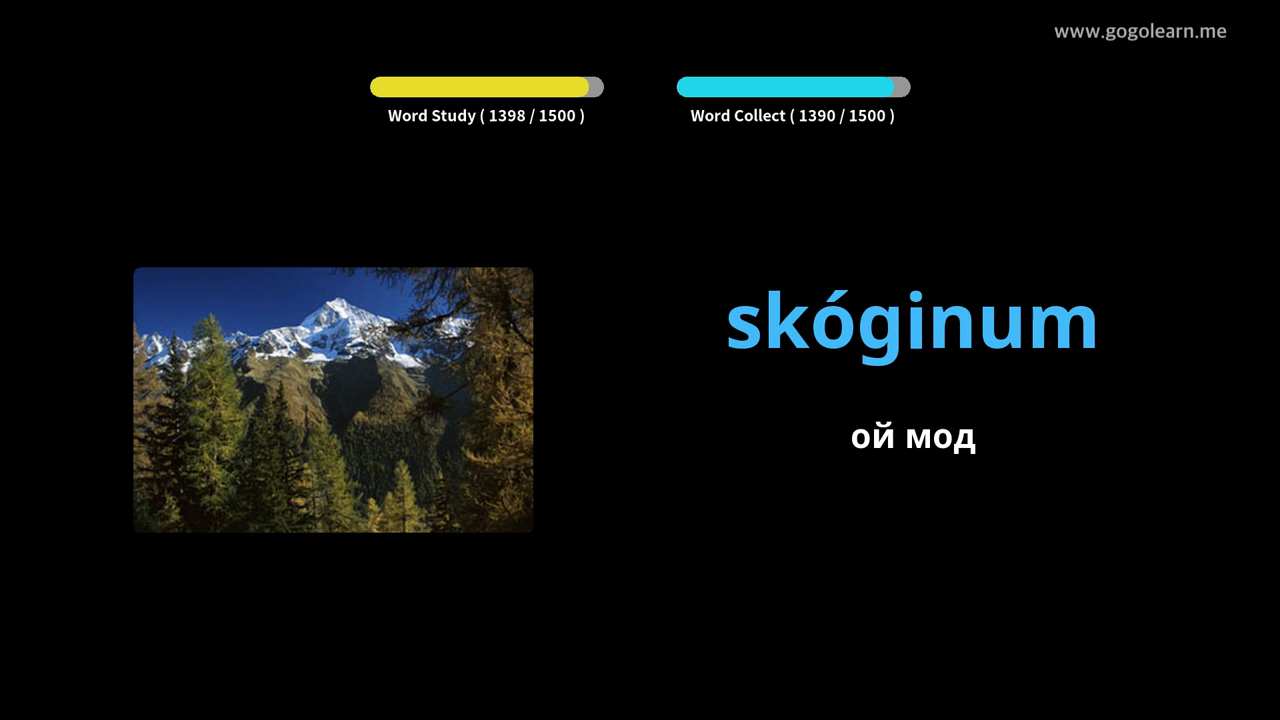 www.gogolearn.me
Word Study ( 1398 / 1500 )
Word Collect ( 1390 / 1500 )
skóginum
ой мод